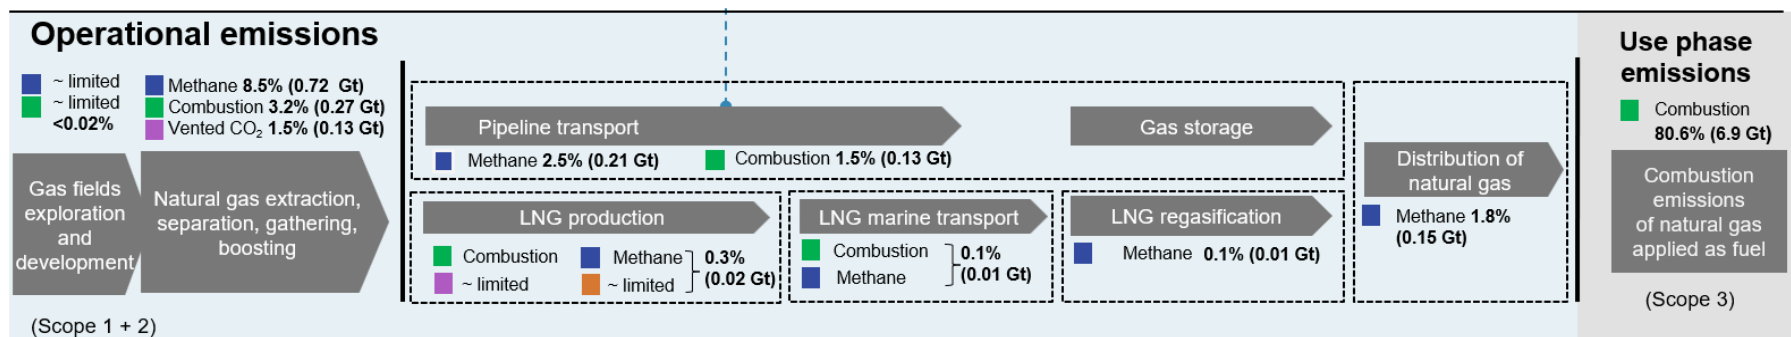 Operational emissions
~ limited
~ limited
<0.02%
Methane 8.5% (0.72 Gt)
Combustion 3.2% (0.27 Gt)
Vented CO₂ 1.5% (0.13 Gt)
Gas fields
exploration
and
development
Natural gas extraction,
separation, gathering,
boosting
(Scope 1 + 2)
Pipeline transport
Methane 2.5% (0.21 Gt)
Combustion 1.5% (0.13 Gt)
Gas storage
LNG production
Combustion
~ limited
Methane
~ limited
0.3%
(0.02 Gt)
LNG marine transport
Combustion
Methane
0.1%
(0.01 Gt)
LNG regasification
Methane 0.1% (0.01 Gt)
Distribution of
natural gas
Methane 1.8%
(0.15 Gt)
Use phase
emissions
Combustion
80.6% (6.9 Gt)
Combustion
emissions
of natural gas
applied as fuel
(Scope 3)